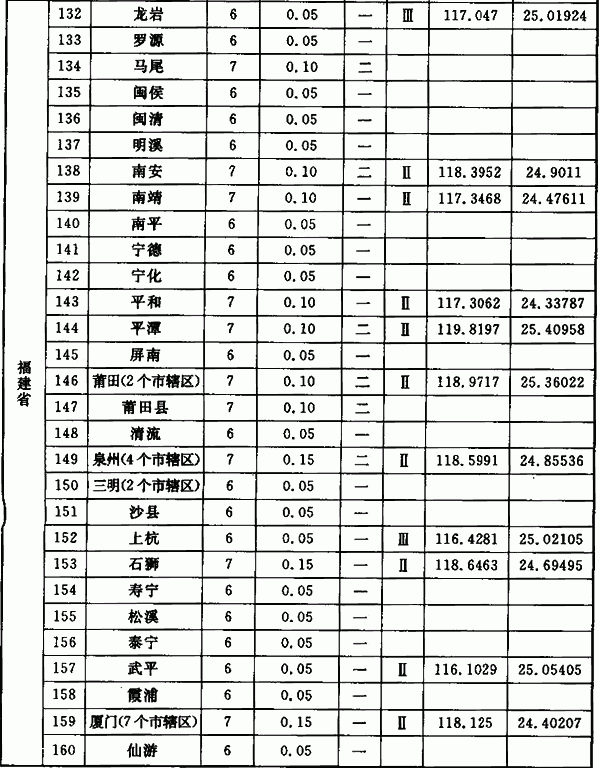 132 龙岩 6 0.05 一 Ⅲ 117.047 25.01924
133 罗源 6 0.05 一
134 马尾 7 0.10 二
135 闽侯 6 0.05 一
136 闽清 6 0.05 一
137 明溪 6 0.05 一
138 南安 7 0.10 二 Ⅱ 118.3952 24.9011
139 南靖 7 0.10 一 Ⅱ 117.3468 24.47611
140 南平 6 0.05 一
141 宁德 6 0.05 一
142 宁化 6 0.05 一
143 平和 7 0.10 一 Ⅱ 117.3062 24.33787
144 平潭 7 0.10 二 Ⅱ 119.8197 25.40958
145 屏南 6 0.05 一
福建省
146 莆田(2个市辖区) 7 0.10 二 Ⅱ 118.9717 25.36022
147 莆田县 7 0.10 二
148 清流 6 0.05 一
149 泉州(4个市辖区) 7 0.15 二 Ⅱ 118.5991 24.85536
150 三明(2个市辖区) 6 0.05 一
151 沙县 6 0.05 一
152 上杭 6 0.05 一 Ⅲ 116.4281 25.02105
153 石狮 7 0.15 一 Ⅱ 118.6463 24.69495
154 寿宁 6 0.05 一
155 松溪 6 0.05 一
156 泰宁 6 0.05 一
157 武平 6 0.05 一 Ⅱ 116.1029 25.05405
158 霞浦 6 0.05 一
159 厦门(7个市辖区) 7 0.15 一 Ⅱ 118.125 24.40207
160 仙游 6 0.05 一